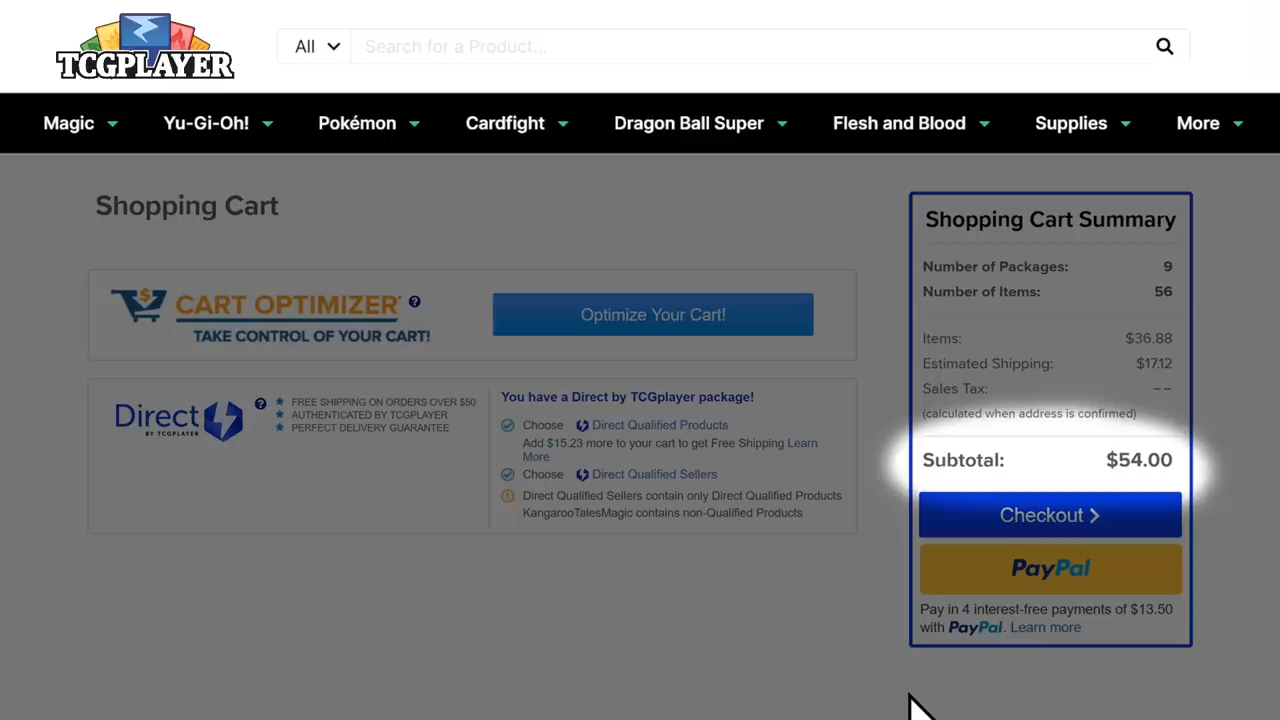 TCGPLAYER
All
Search for a Product...
Magic Yu-Gi-Oh! Pokémon Cardfight Dragon Ball Super Flesh and Blood Supplies More
Shopping Cart
CART OPTIMIZER ?
TAKE CONTROL OF YOUR CART!
Optimize Your Cart!
Direct
BY TCGPLAYER
?
FREE SHIPPING ON ORDERS OVER $50
AUTHENTICATED BY TCGPLAYER
PERFECT DELIVERY GUARANTEE
You have a Direct by TCGplayer package!
Choose Direct Qualified Products
Add $15.23 more to your cart to get Free Shipping Learn
More
Choose Direct Qualified Sellers
Direct Qualified Sellers contain only Direct Qualified Products
KangarooTalesMagic contains non-Qualified Products
Shopping Cart Summary
Number of Packages: 9
Number of Items: 56
Items: $36.88
Estimated Shipping: $17.12
Sales Tax: --
(calculated when address is confirmed)
Subtotal: $54.00
Checkout
PayPal
Pay in 4 interest-free payments of $13.50
with PayPal. Learn more